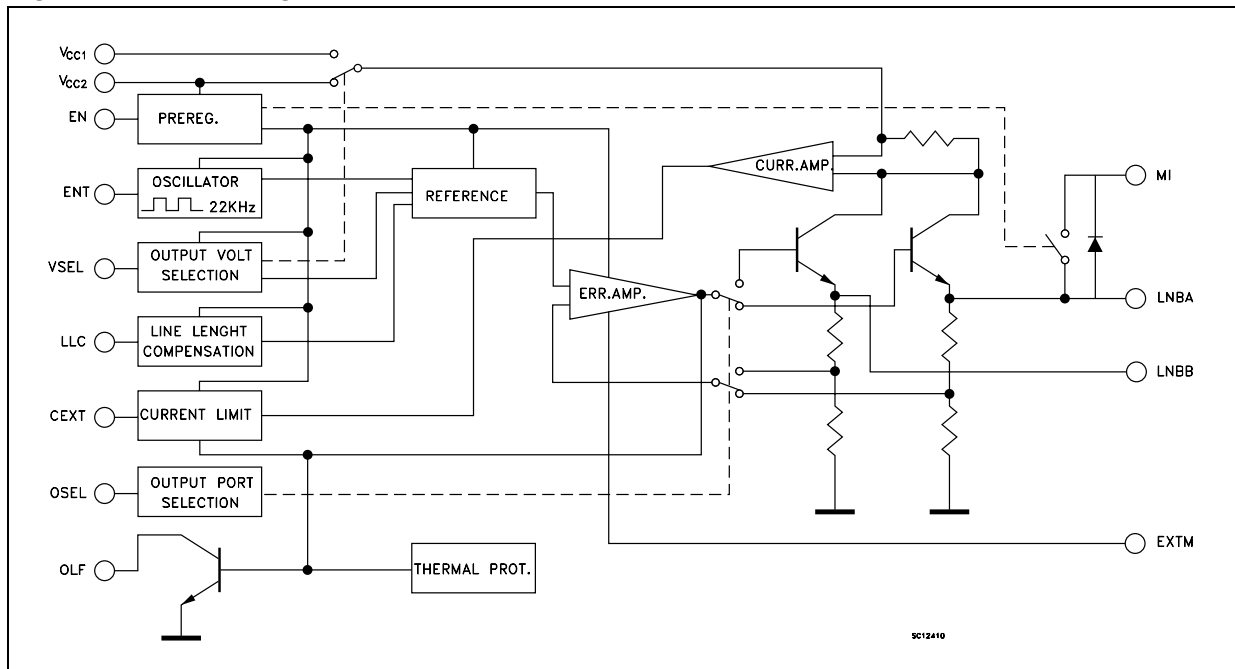 VCC1
VCC2
EN
PREREG.
ENT
OSCILLATOR
22KHz
REFERENCE
CURR.AMP.
MI
VSEL
OUTPUT VOLT
SELECTION
ERR.AMP.
LNBA
LLC
LINE LENGHT
COMPENSATION
LNBB
CEXT
CURRENT LIMIT
OSEL
OUTPUT PORT
SELECTION
OLF
THERMAL PROT.
EXTM
SC12410